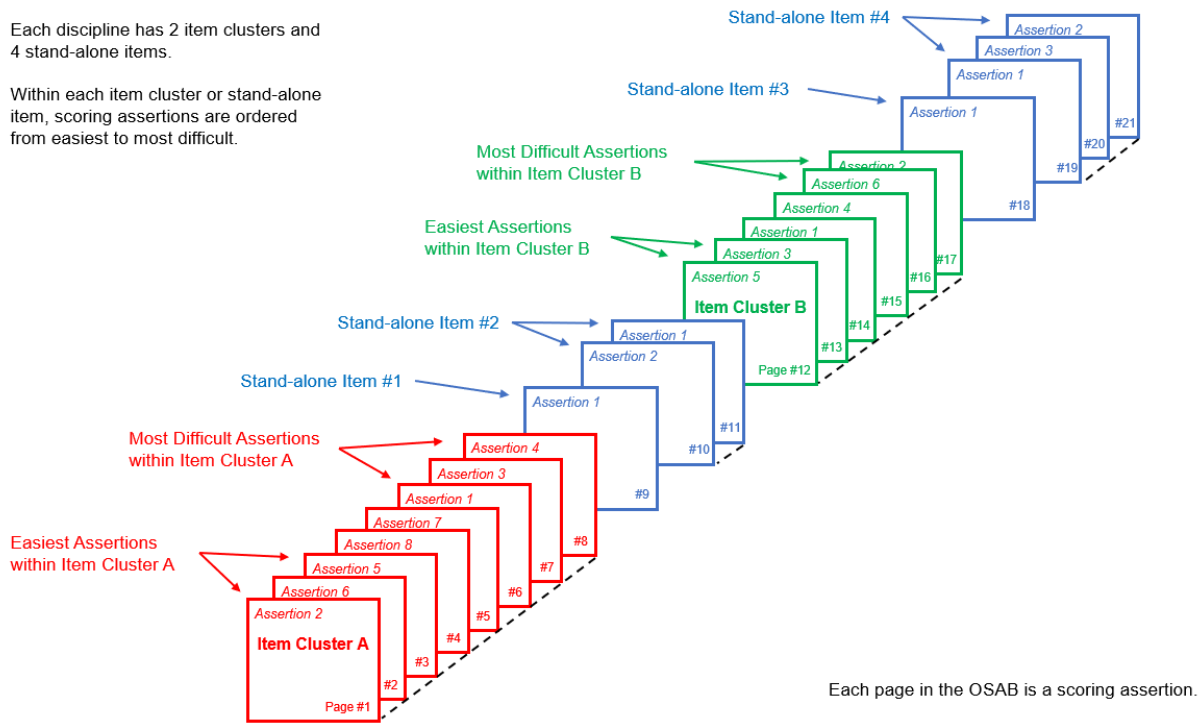 Each discipline has 2 item clusters and
4 stand-alone items.
Within each item cluster or stand-alone
item, scoring assertions are ordered
from easiest to most difficult.
Stand-alone Item #4
Assertion 2
#21
Assertion 3
#20
Assertion 1
#19
Stand-alone Item #3
Assertion 1
#18
Most Difficult Assertions
within Item Cluster B
Assertion 2
#17
Assertion 6
#16
Assertion 4
#15
Easiest Assertions
within Item Cluster B
Assertion 1
#14
Assertion 3
#13
Assertion 5
Item Cluster B
Page #12
Stand-alone Item #2
Assertion 1
#11
Assertion 2
#10
Stand-alone Item #1
Assertion 1
#9
Most Difficult Assertions
within Item Cluster A
Assertion 4
#8
Assertion 3
#7
Assertion 1
#6
Assertion 7
#5
Easiest Assertions
within Item Cluster A
Assertion 8
#4
Assertion 5
#3
Assertion 6
#2
Assertion 2
Item Cluster A
Page #1
Each page in the OSAB is a scoring assertion.